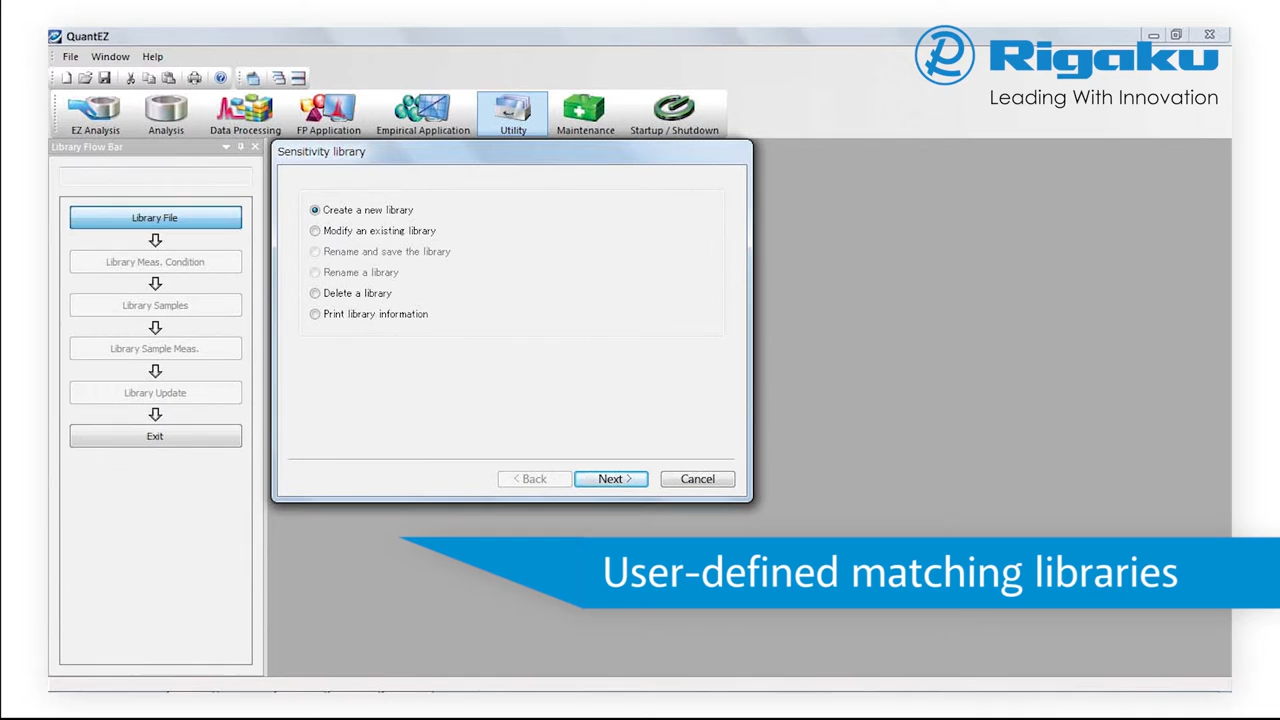 QuantEZ
File Window Help
EZ Analysis Analysis Data Processing FP Application Empirical Application Utility Maintenance Startup / Shutdown
Rigaku
Leading With Innovation
Library Flow Bar
Library File
Library Meas. Condition
Library Samples
Library Sample Meas.
Library Update
Exit
Sensitivity library
Create a new library
Modify an existing library
Rename and save the library
Rename a library
Delete a library
Print library information
< Back Next > Cancel
User-defined matching libraries